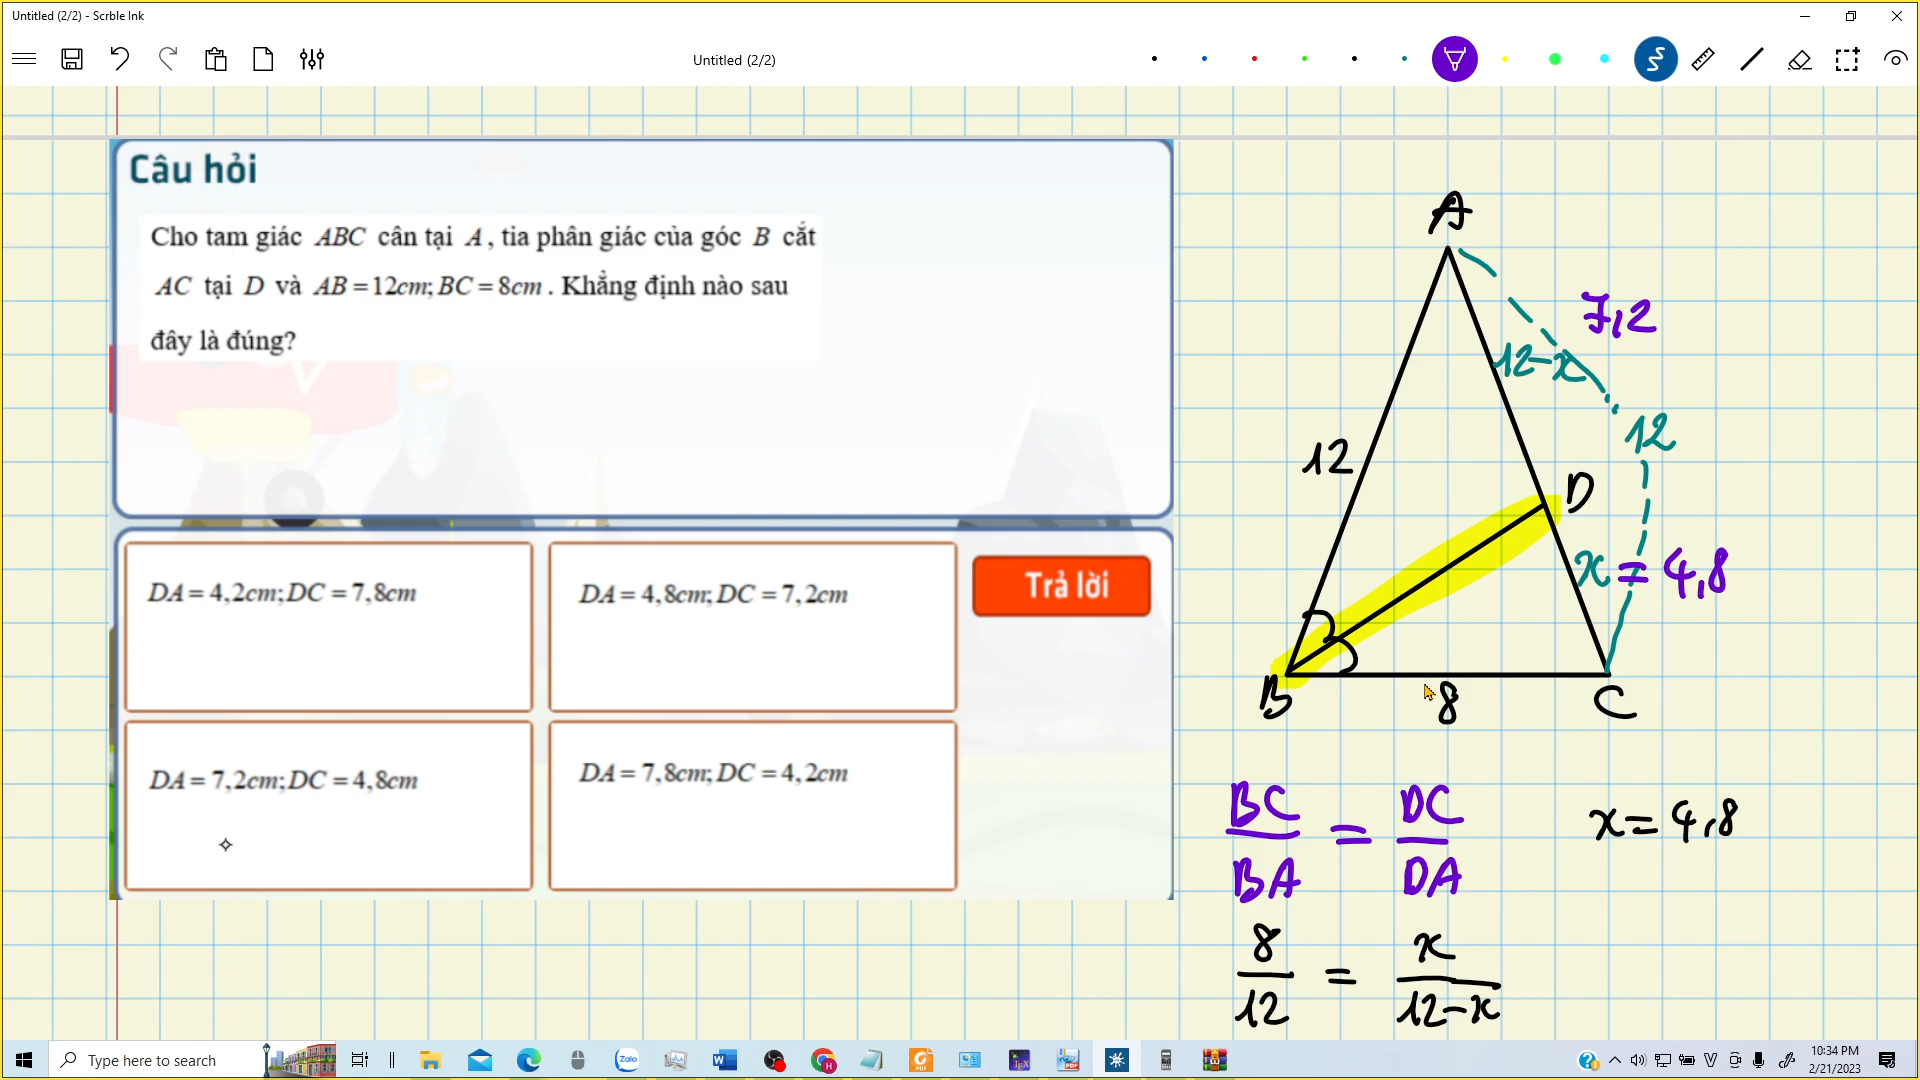 Untitled (2/2) - Scrble Ink
Untitled (2/2)
Câu hỏi
Cho tam giác ABC cân tại A, tia phân giác của góc B cắt
AC tại D và AB = 12cm; BC = 8cm. Khẳng định nào sau
đây là đúng?
DA = 4,2cm; DC = 7,8cm
DA = 4,8cm; DC = 7,2cm
Trả lời
DA = 7,2cm; DC = 4,8cm
DA = 7,8cm; DC = 4,2cm
A
7,2
12-x
12
12
D
x = 4,8
B
8
C
BC/BA = DC/DA
x = 4,8
8/12 = x/12-x
Type here to search
Zalo
10:34 PM
2/21/2023